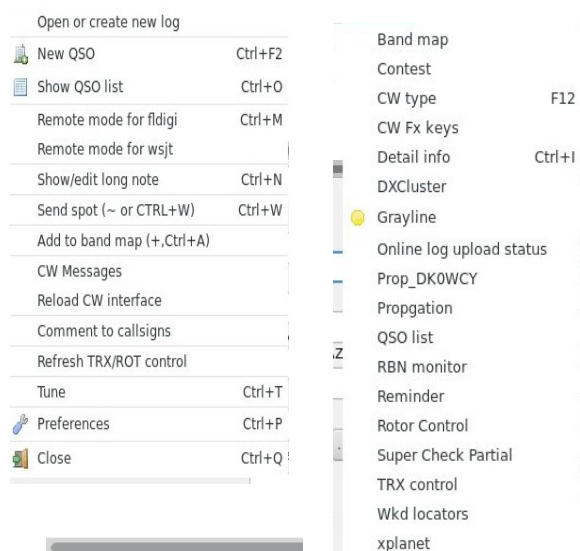 Open or create new log
New QSO Ctrl+F2
Show QSO list Ctrl+O
Remote mode for fldigi Ctrl+M
Remote mode for wsjt
Show/edit long note Ctrl+N
Send spot (~ or CTRL+W) Ctrl+W
Add to band map (+,Ctrl+A)
CW Messages
Reload CW interface
Comment to callsigns
Refresh TRX/ROT control
Tune Ctrl+T
Preferences Ctrl+P
Close Ctrl+Q
Band map
Contest
CW type F12
CW Fx keys
Detail info Ctrl+I
DXCluster
Grayline
Online log upload status
Prop_DK0WCY
Propgation
QSO list
RBN monitor
Reminder
Rotor Control
Super Check Partial
TRX control
Wkd locators
xplanet